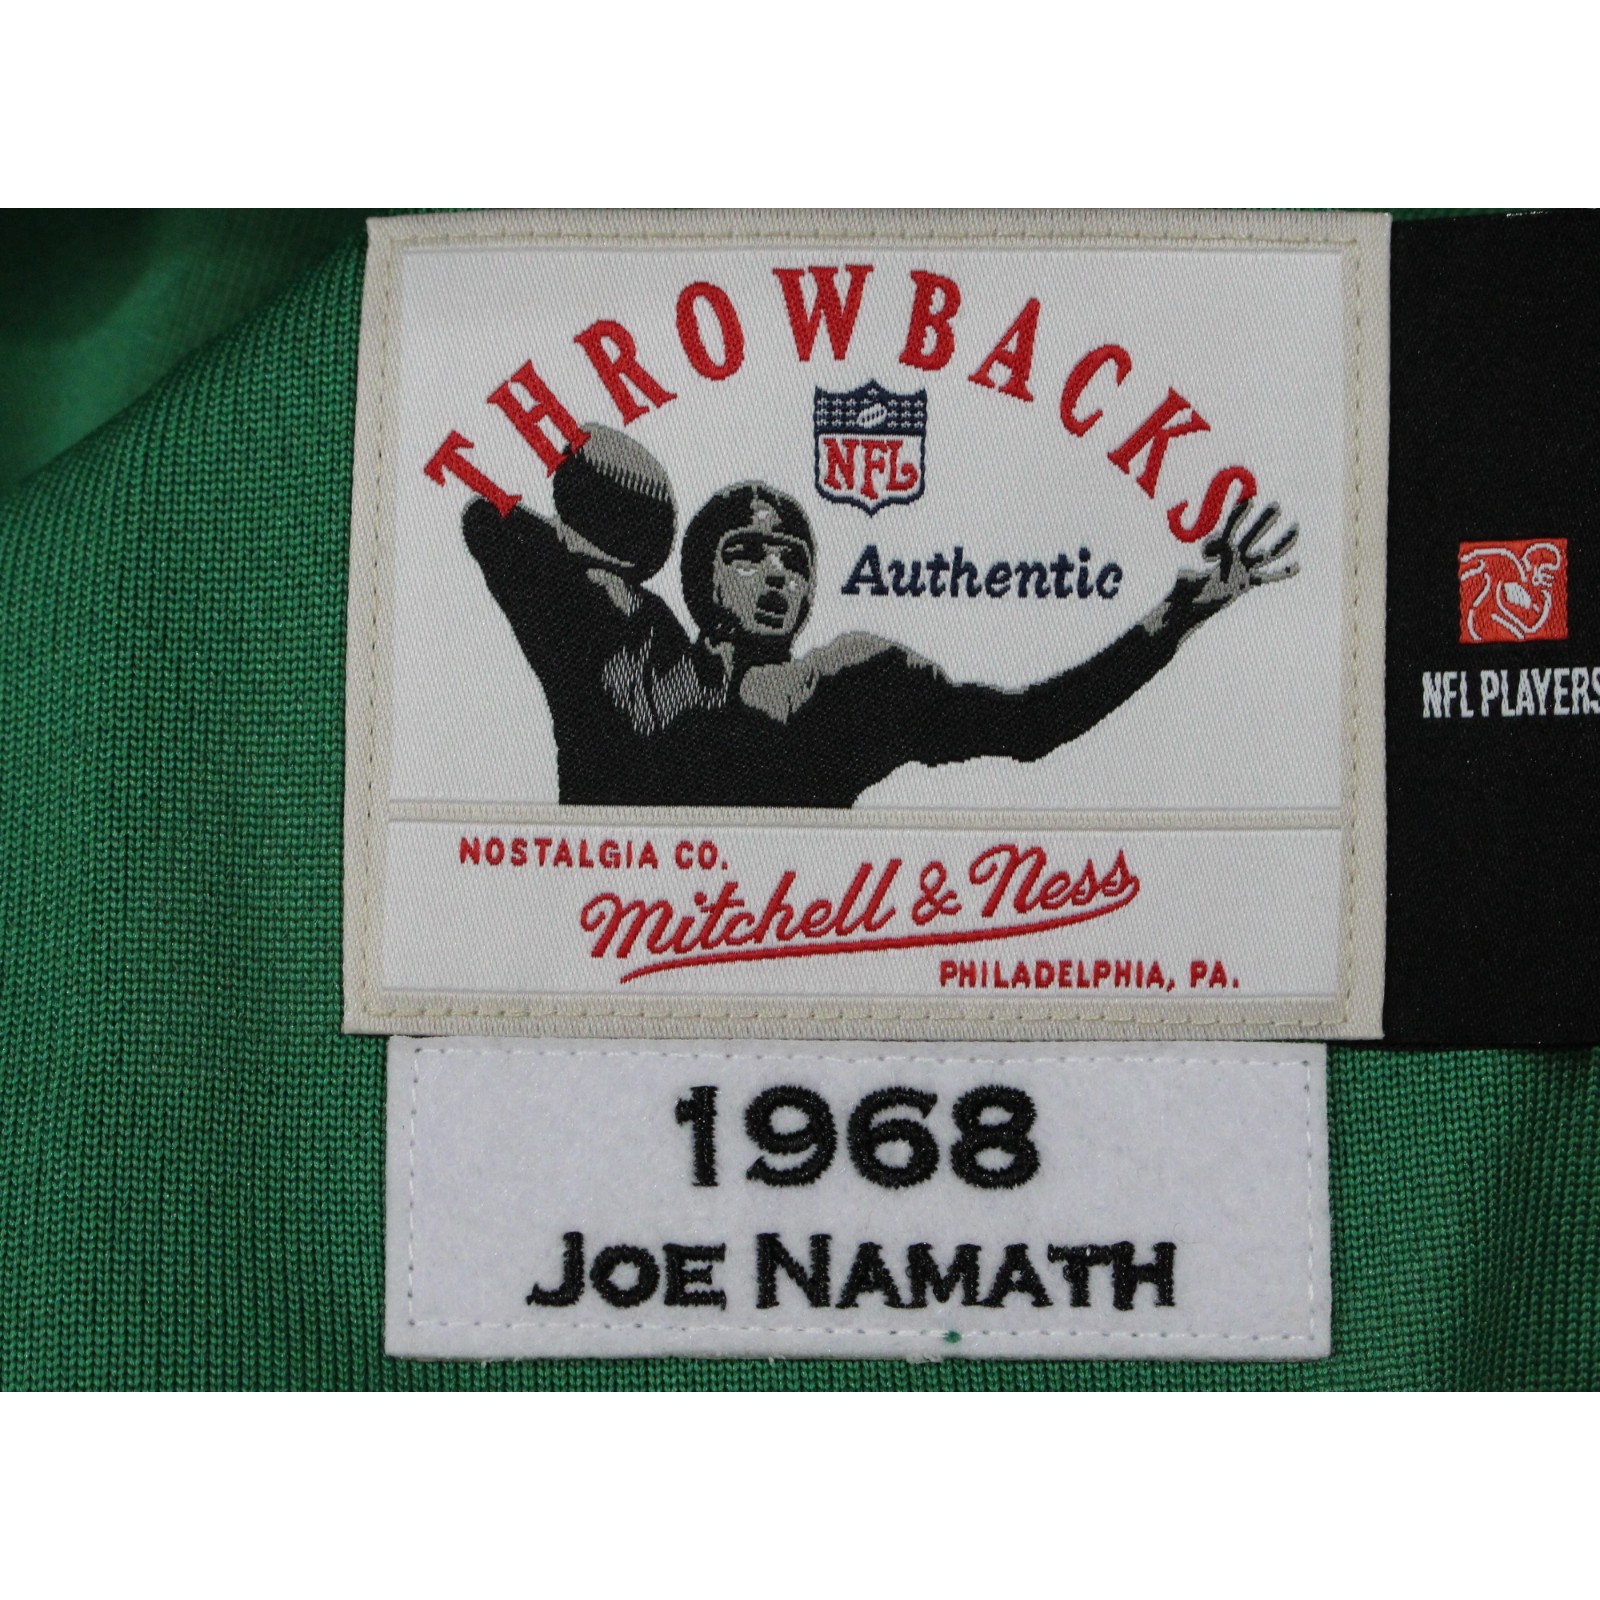 THROWBACKS
NFL
Authentic
NFL PLAYERS
NOSTALGIA CO.
Mitchell & Ness
PHILADELPHIA, PA.
1968
JOE NAMATH